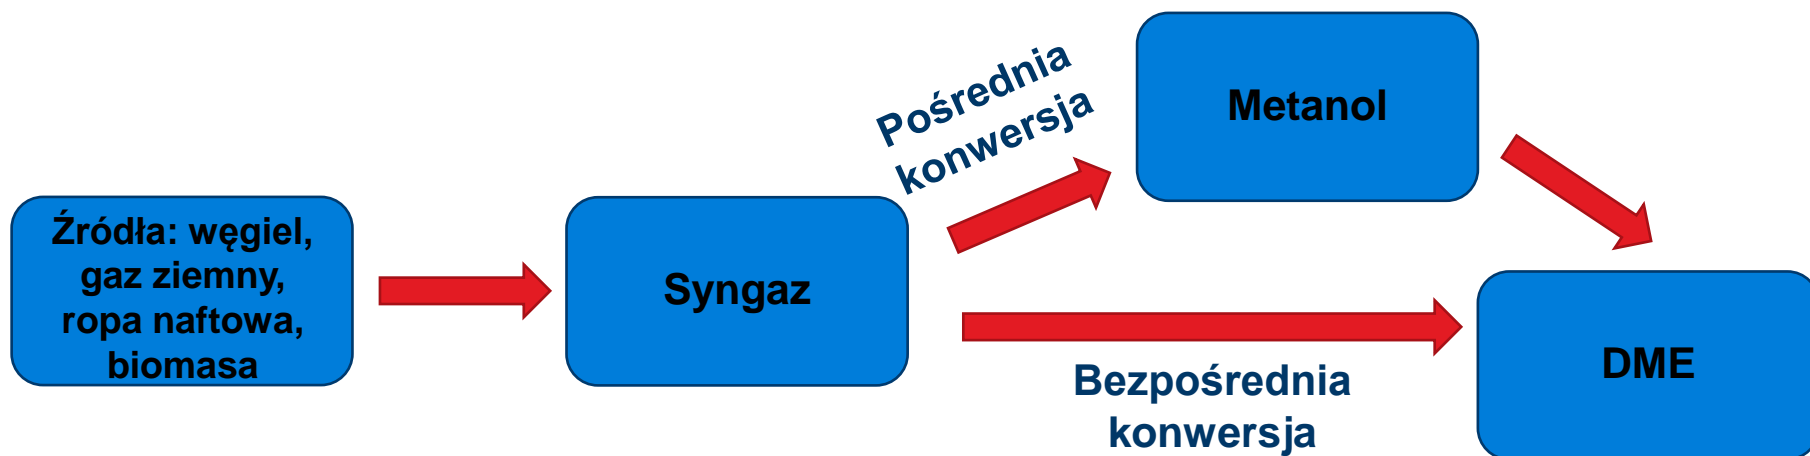 Źródła: węgiel,
gaz ziemny,
ropa naftowa,
biomasa
Syngaz
Pośrednia
konwersja
Metanol
Bezpośrednia
konwersja
DME